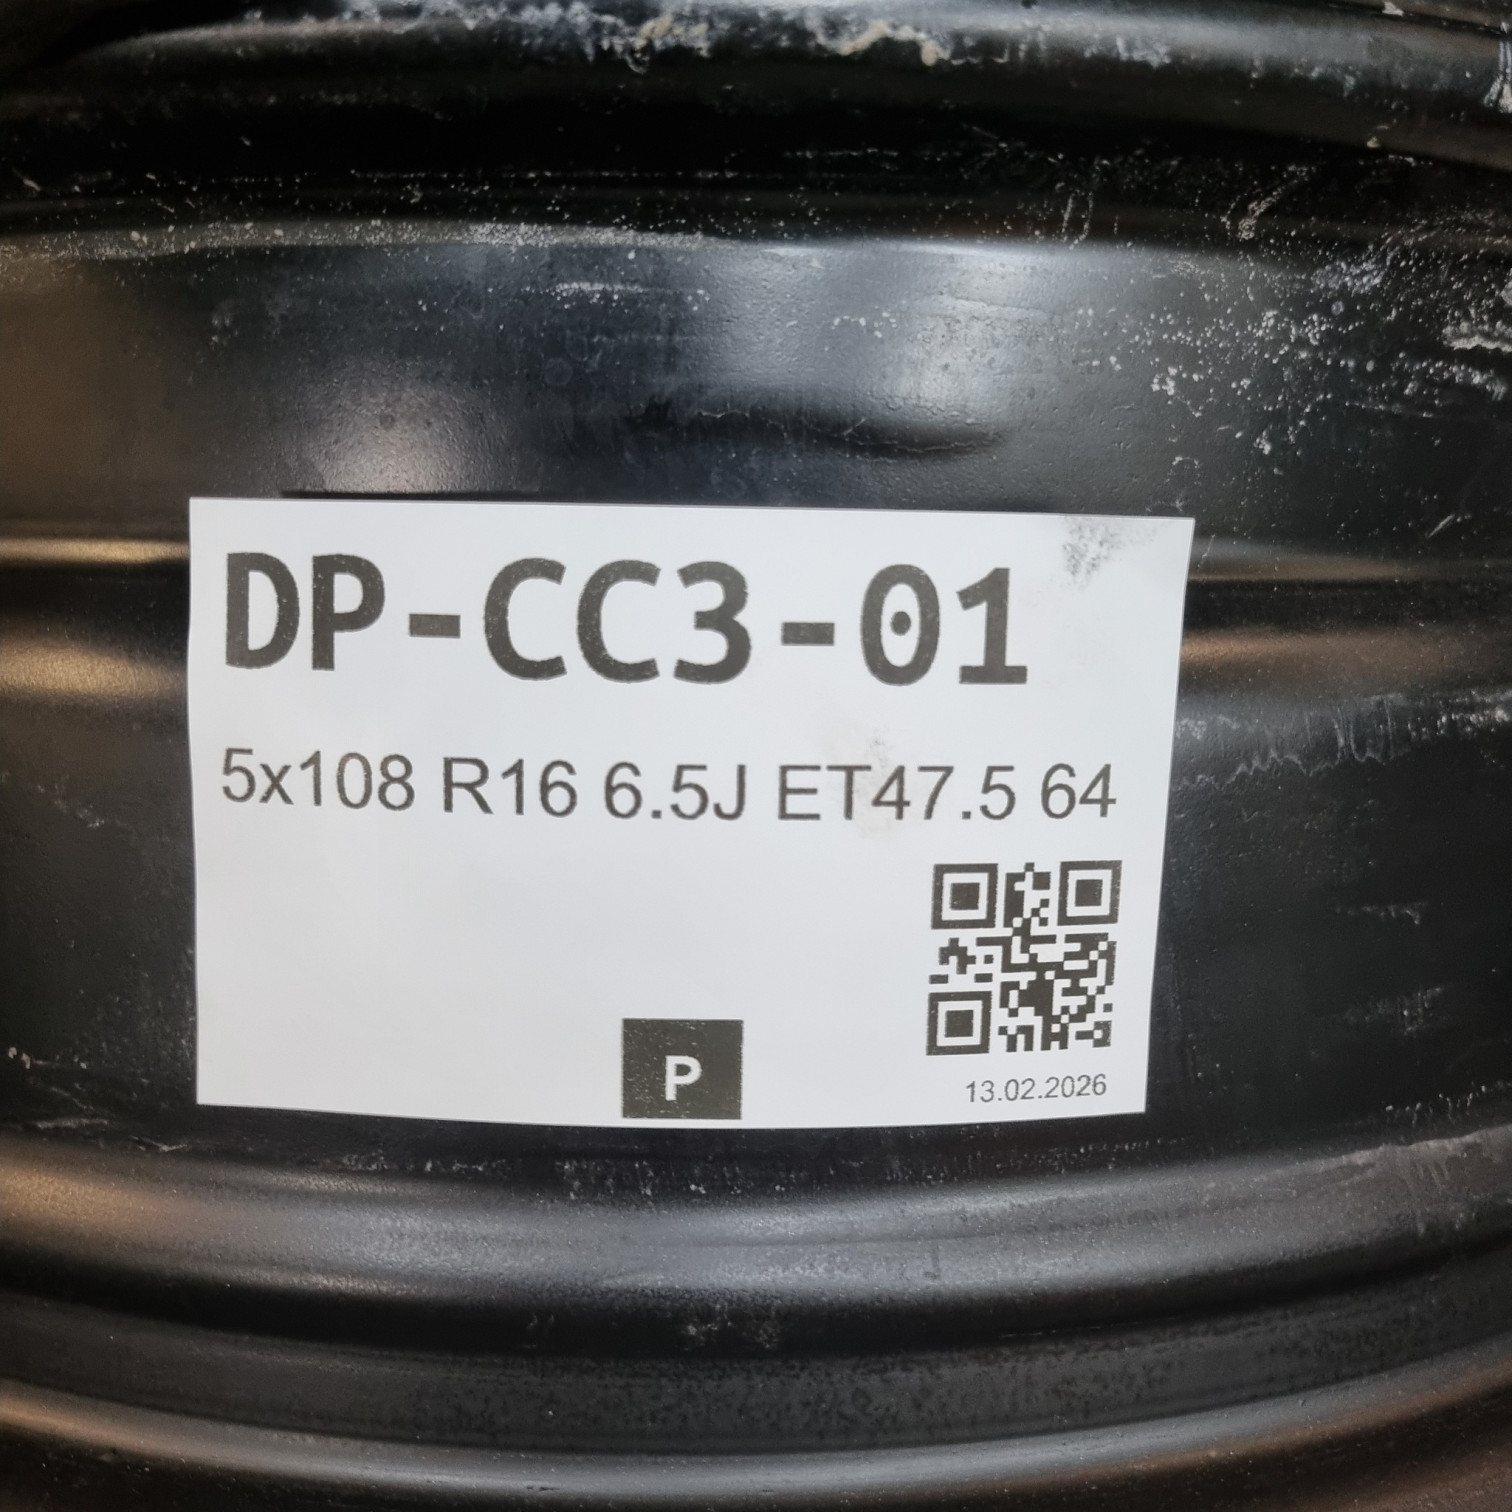 DP-CC3-01
5x108 R16 6.5J ET47.5 64
P
13.02.2026